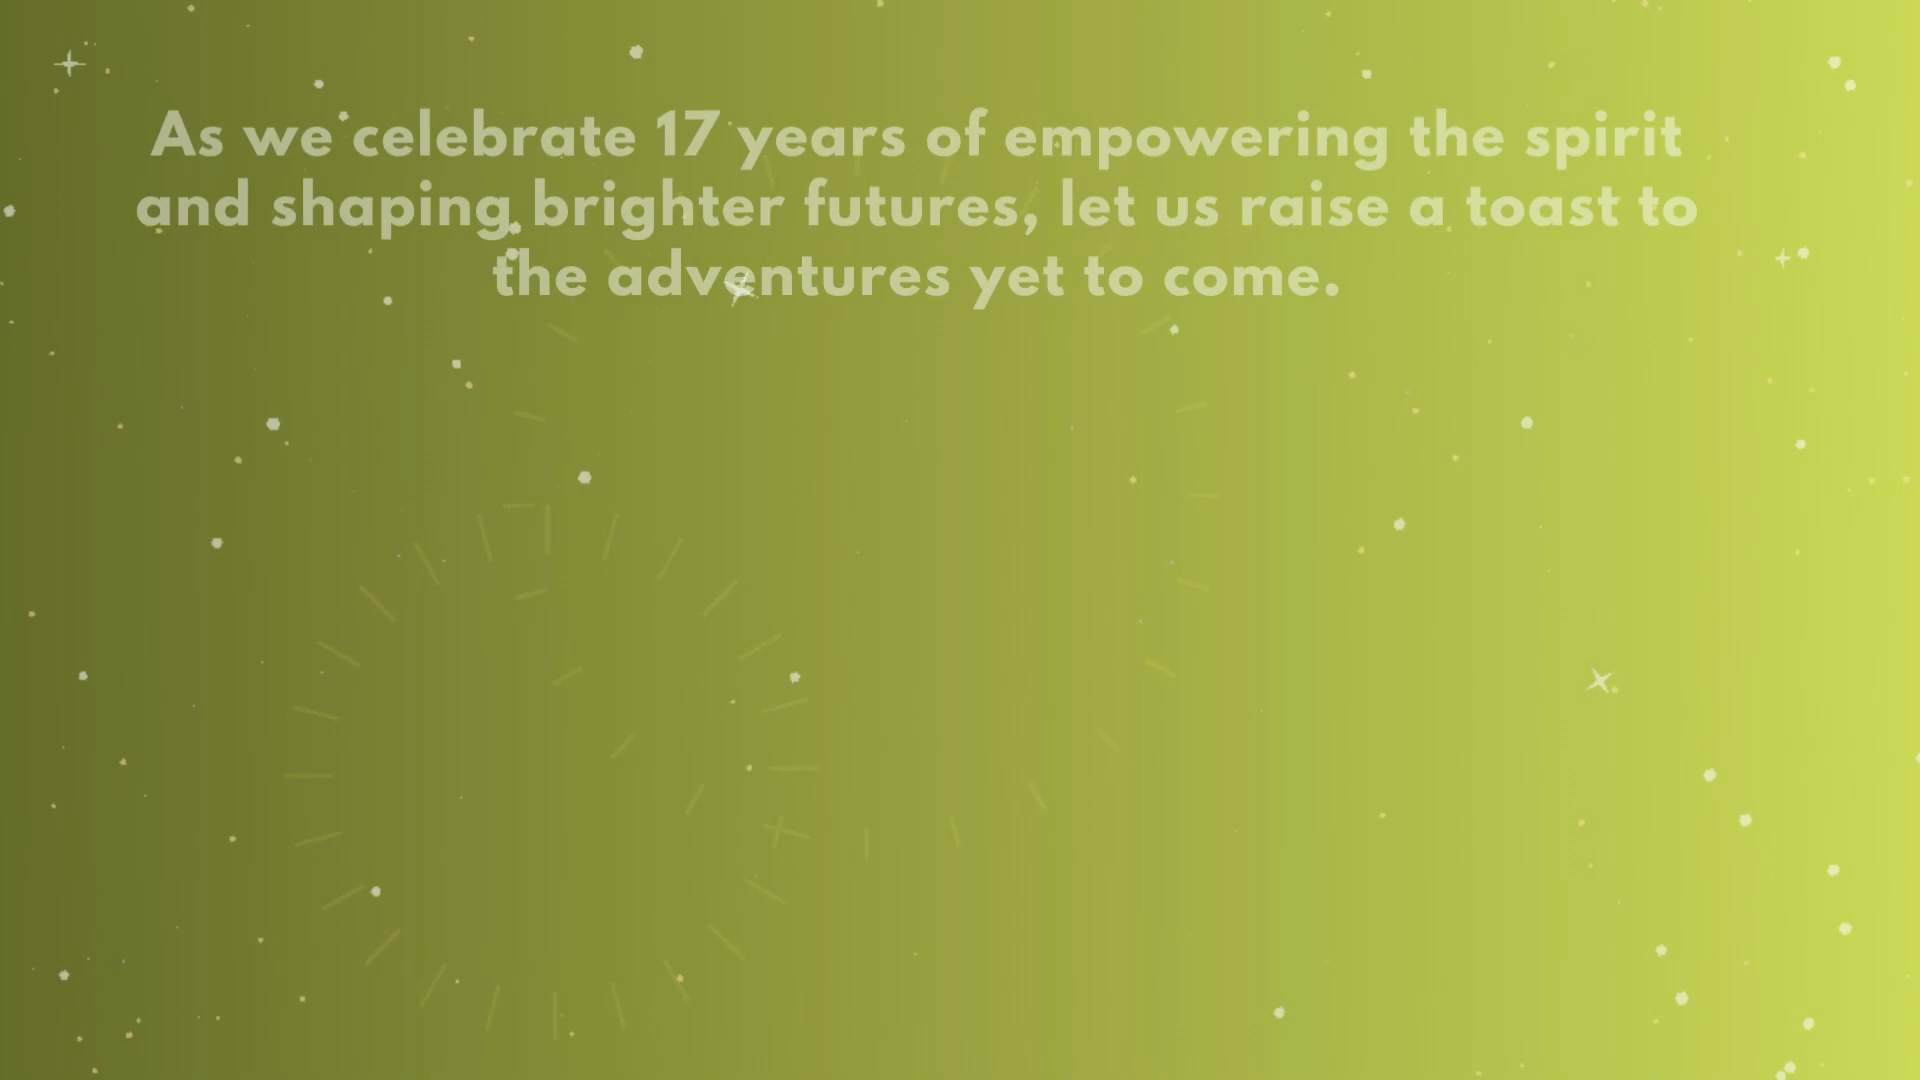 As we celebrate 17 years of empowering the spirit
and shaping brighter futures, let us raise a toast to
the adventures yet to come.